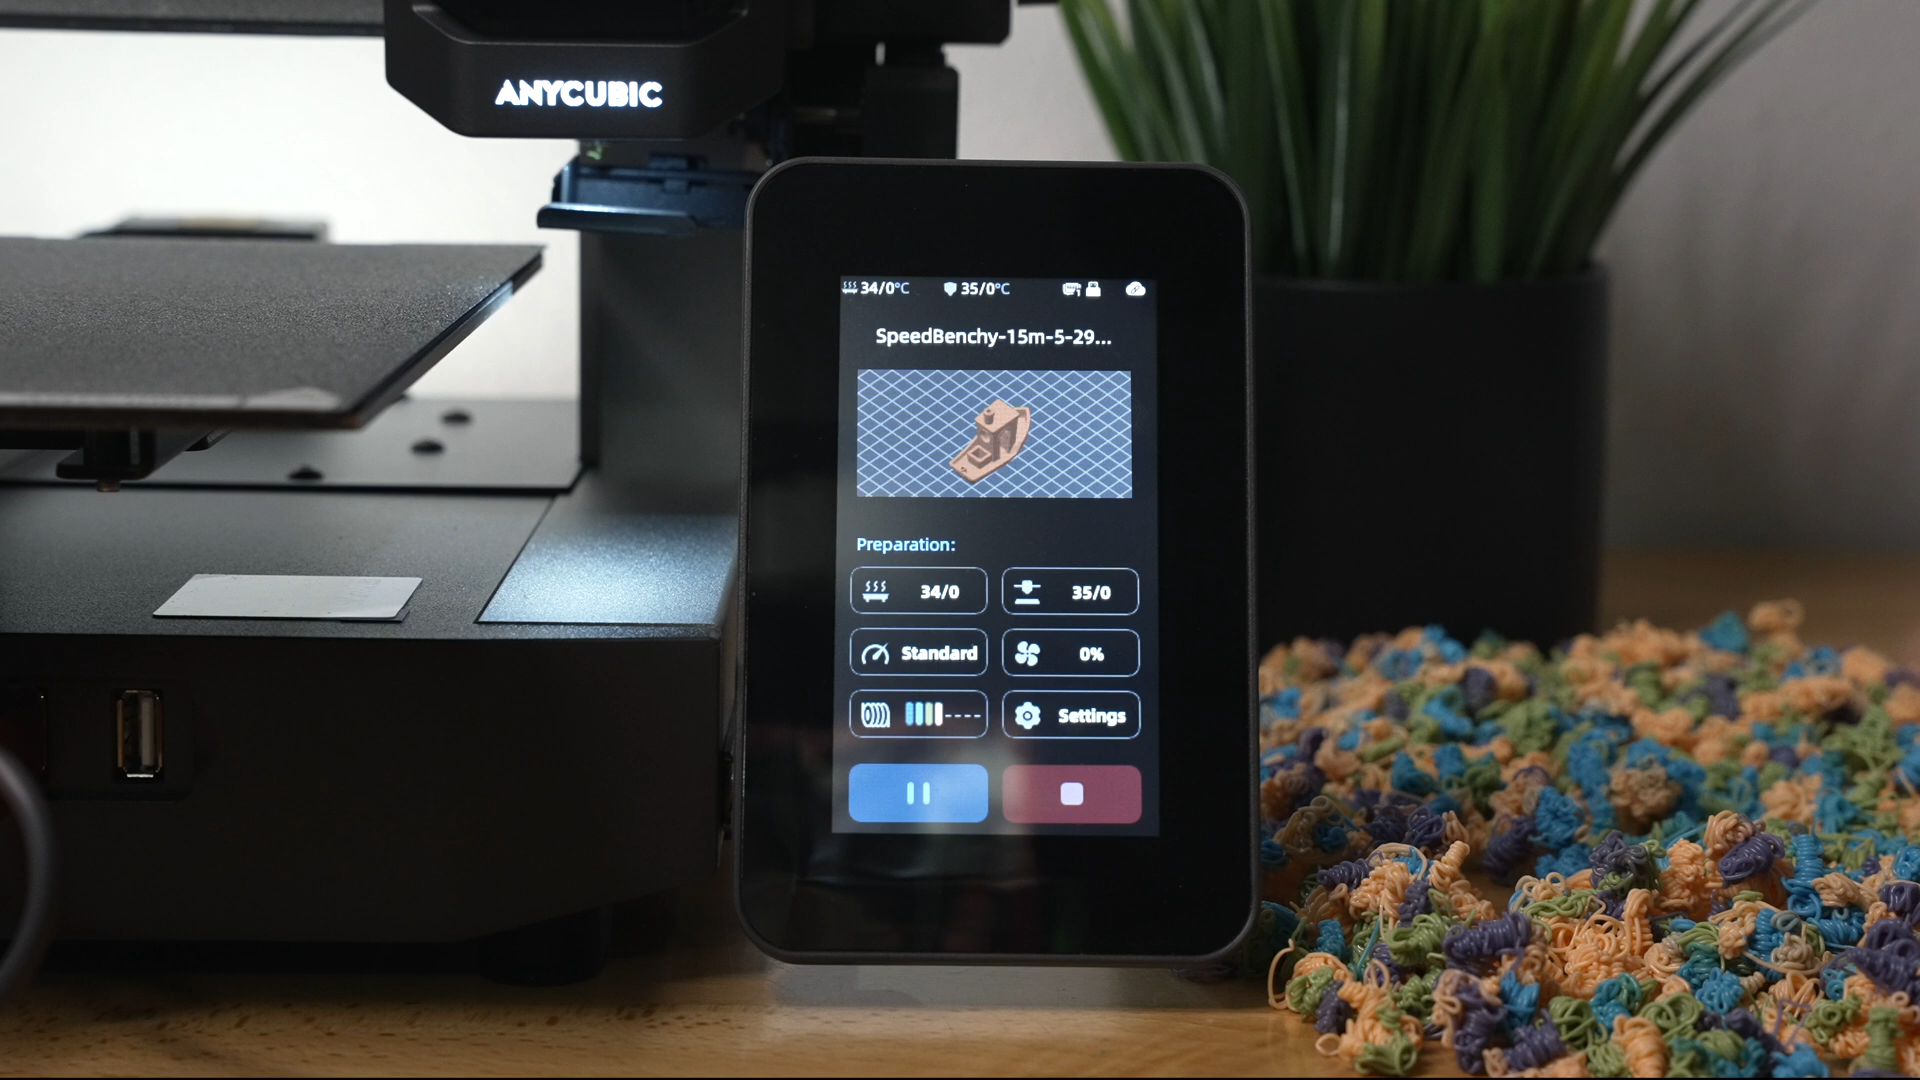 ANYCUBIC
34/0°C 35/0°C
SpeedBenchy-15m-5-29...
Preparation:
34/0 35/0
Standard 0%
Settings